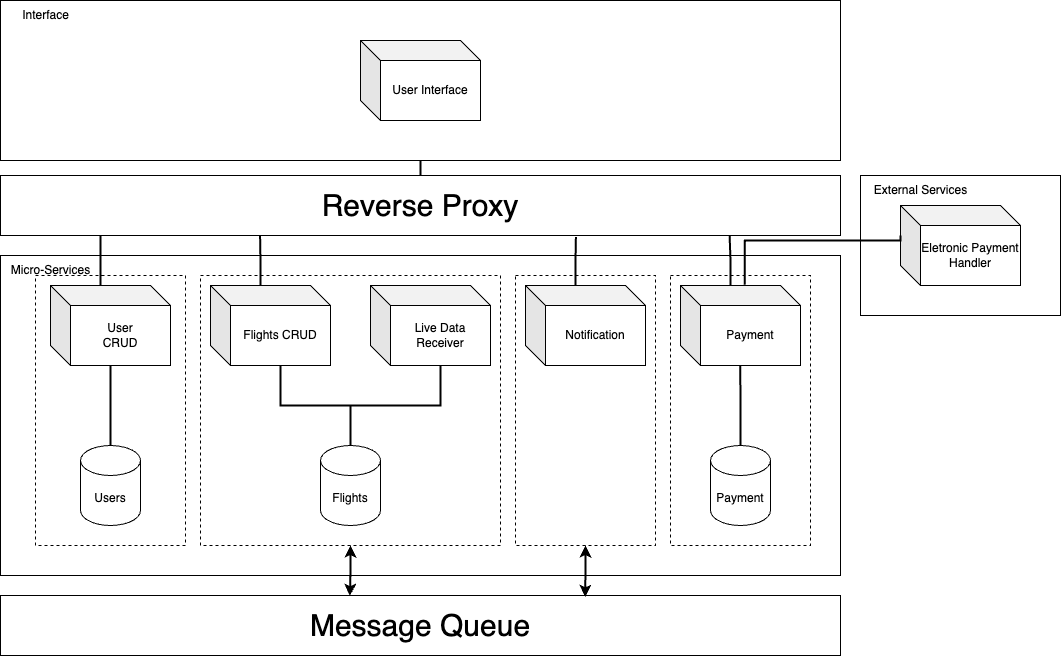 Interface
User Interface
Reverse Proxy
External Services
Eletronic Payment
Handler
Micro-Services
User
CRUD
Flights CRUD
Live Data
Receiver
Notification
Payment
Users
Flights
Payment
Message Queue